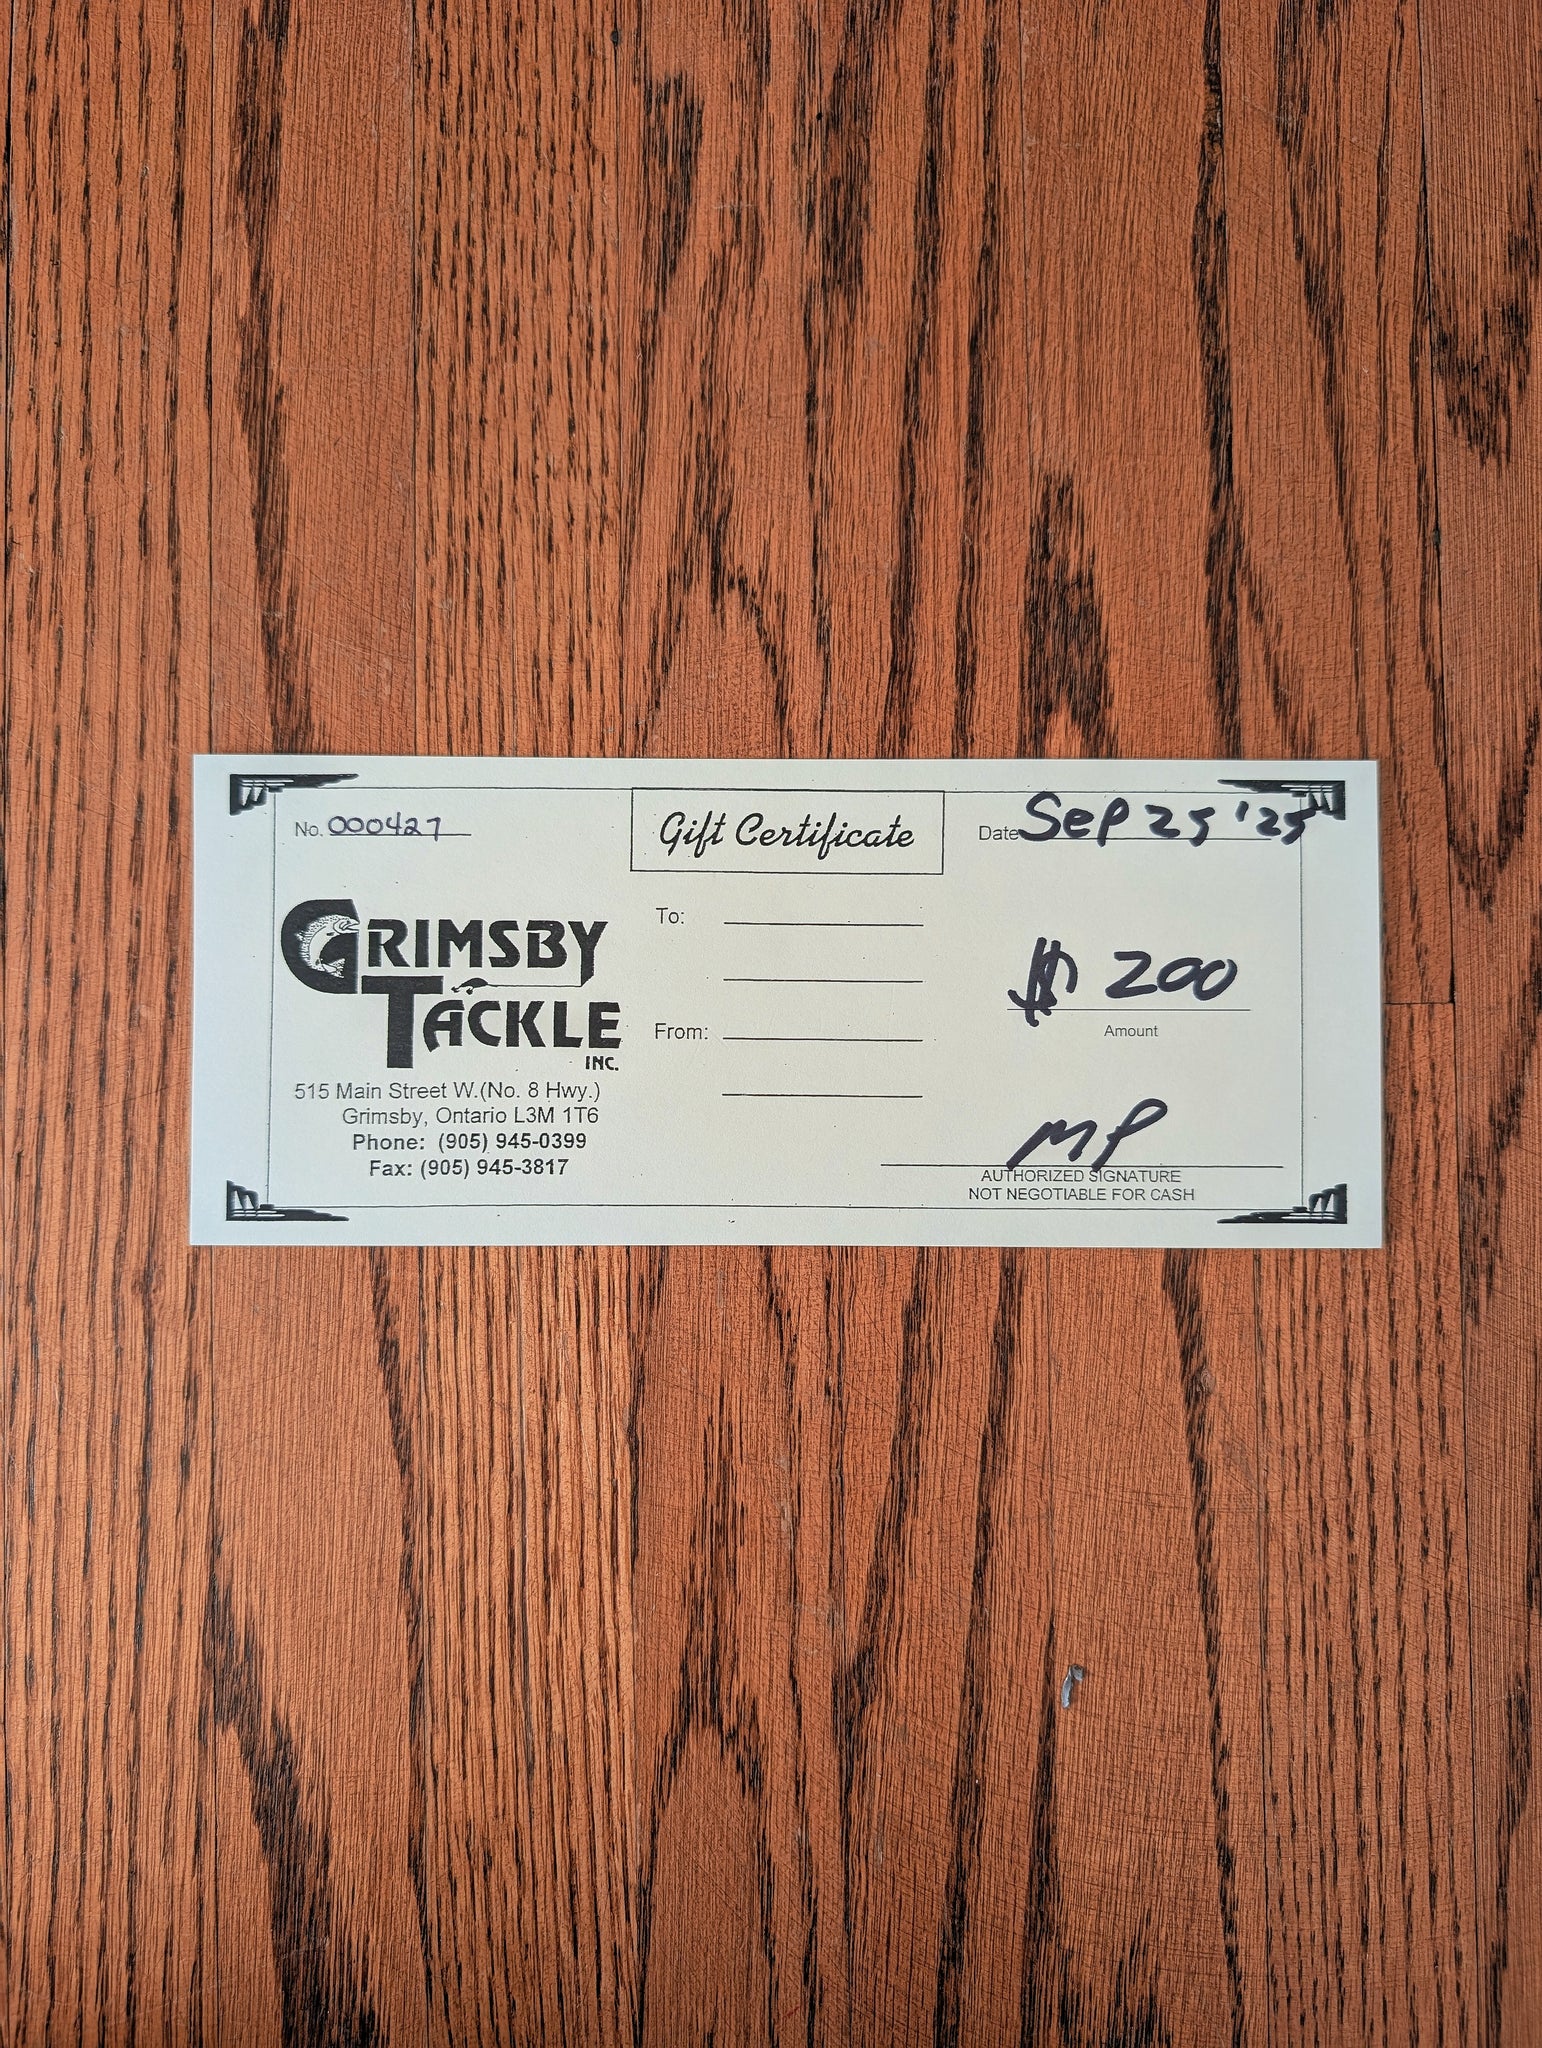 No. 000427
Gift Certificate
Date Sep 25 '25
GRIMSBY
TACKLE
INC.
515 Main Street W.(No. 8 Hwy.)
Grimsby, Ontario L3M 1T6
Phone: (905) 945-0399
Fax: (905) 945-3817
To:
From:
$ 200
Amount
MP
AUTHORIZED SIGNATURE
NOT NEGOTIABLE FOR CASH